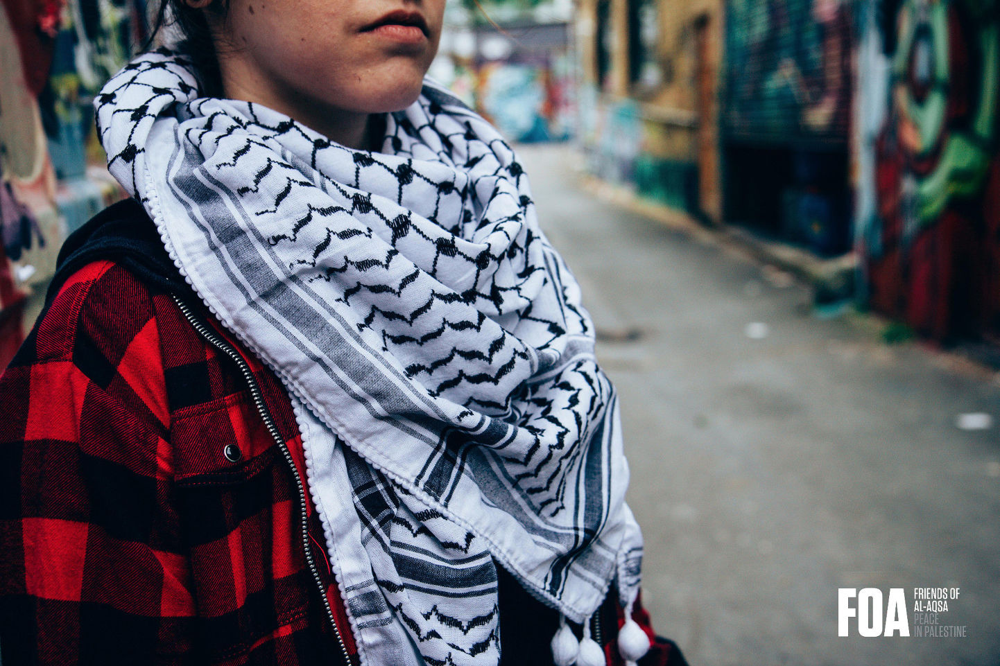 FOA
FRIENDS OF
AL-AQSA
PEACE
IN PALESTINE